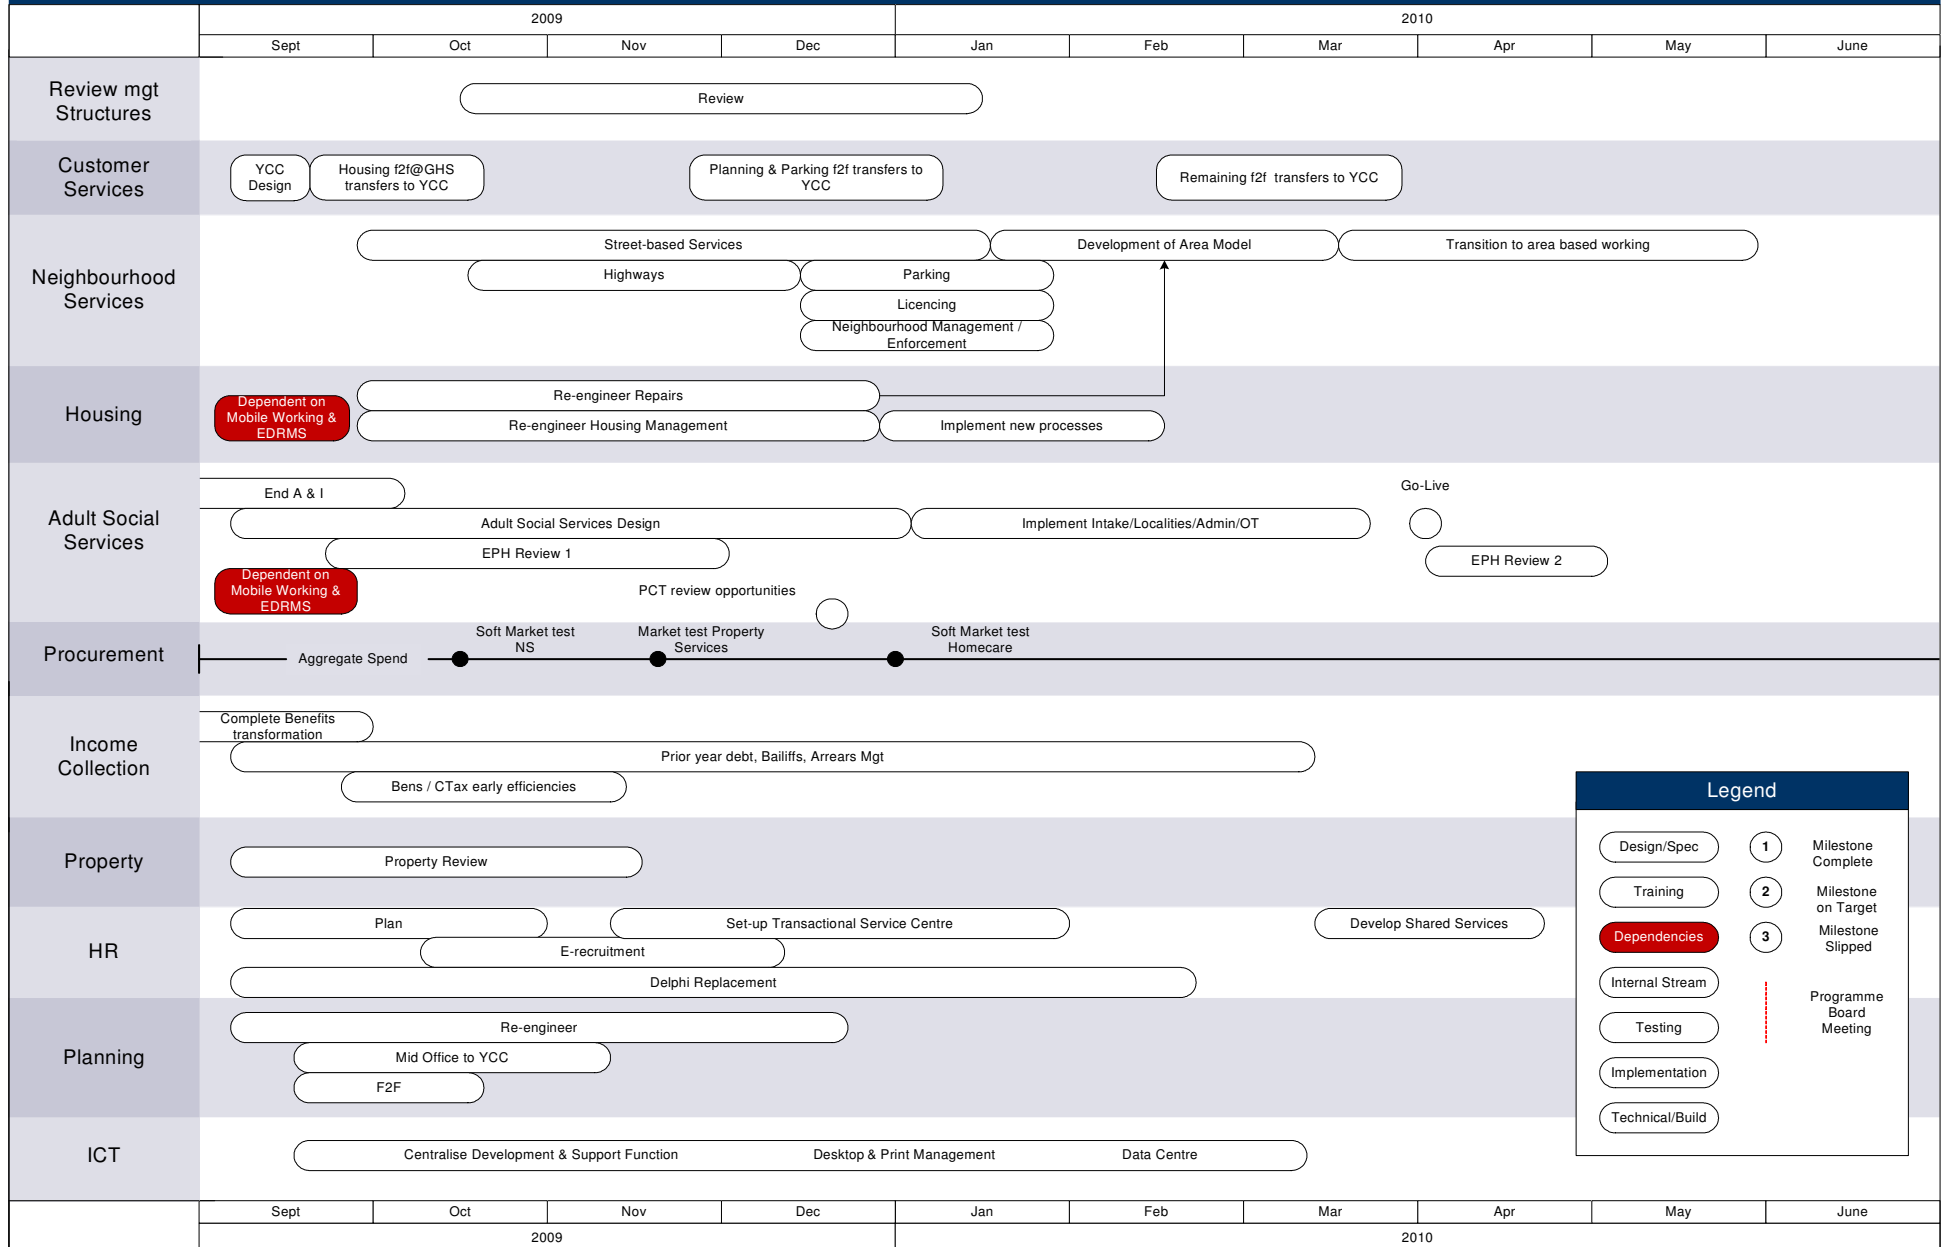 2009
2010
Sept
Oct
Nov
Dec
Jan
Feb
Mar
Apr
May
June
Review mgt
Structures
Review
Customer
Services
YCC
Design
Housing f2f@GHS
transfers to YCC
Planning & Parking f2f transfers to
YCC
Remaining f2f  transfers to YCC
Neighbourhood
Services
Street-based Services
Development of Area Model
Transition to area based working
Highways
Parking
Licencing
Neighbourhood Management /
Enforcement
Housing
Dependent on
Mobile Working &
EDRMS
Re-engineer Repairs
Re-engineer Housing Management
Implement new processes
Adult Social
Services
End A & I
Adult Social Services Design
Implement Intake/Localities/Admin/OT
Go-Live
EPH Review 1
EPH Review 2
Dependent on
Mobile Working &
EDRMS
PCT review opportunities
Procurement
Aggregate Spend
Soft Market test
NS
Market test Property
Services
Soft Market test
Homecare
Income
Collection
Complete Benefits
transformation
Prior year debt, Bailiffs, Arrears Mgt
Bens / CTax early efficiencies
Property
Property Review
HR
Plan
Set-up Transactional Service Centre
Develop Shared Services
E-recruitment
Delphi Replacement
Planning
Re-engineer
Mid Office to YCC
F2F
ICT
Centralise Development & Support Function
Desktop & Print Management
Data Centre
Legend
Design/Spec
1
Milestone
Complete
Training
2
Milestone
on Target
Dependencies
3
Milestone
Slipped
Internal Stream
Programme
Board
Meeting
Testing
Implementation
Technical/Build
Sept
Oct
Nov
Dec
Jan
Feb
Mar
Apr
May
June
2009
2010